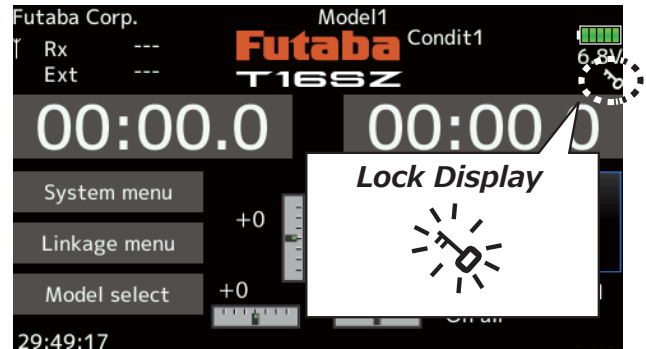 Futaba Corp.
Model1
Rx ---
Ext ---
Futaba
T16SZ
Condit1
6.8V
00:00.0
00:00
0
System menu
Linkage menu
Model select
Lock Display
+0
+0
29:49:17